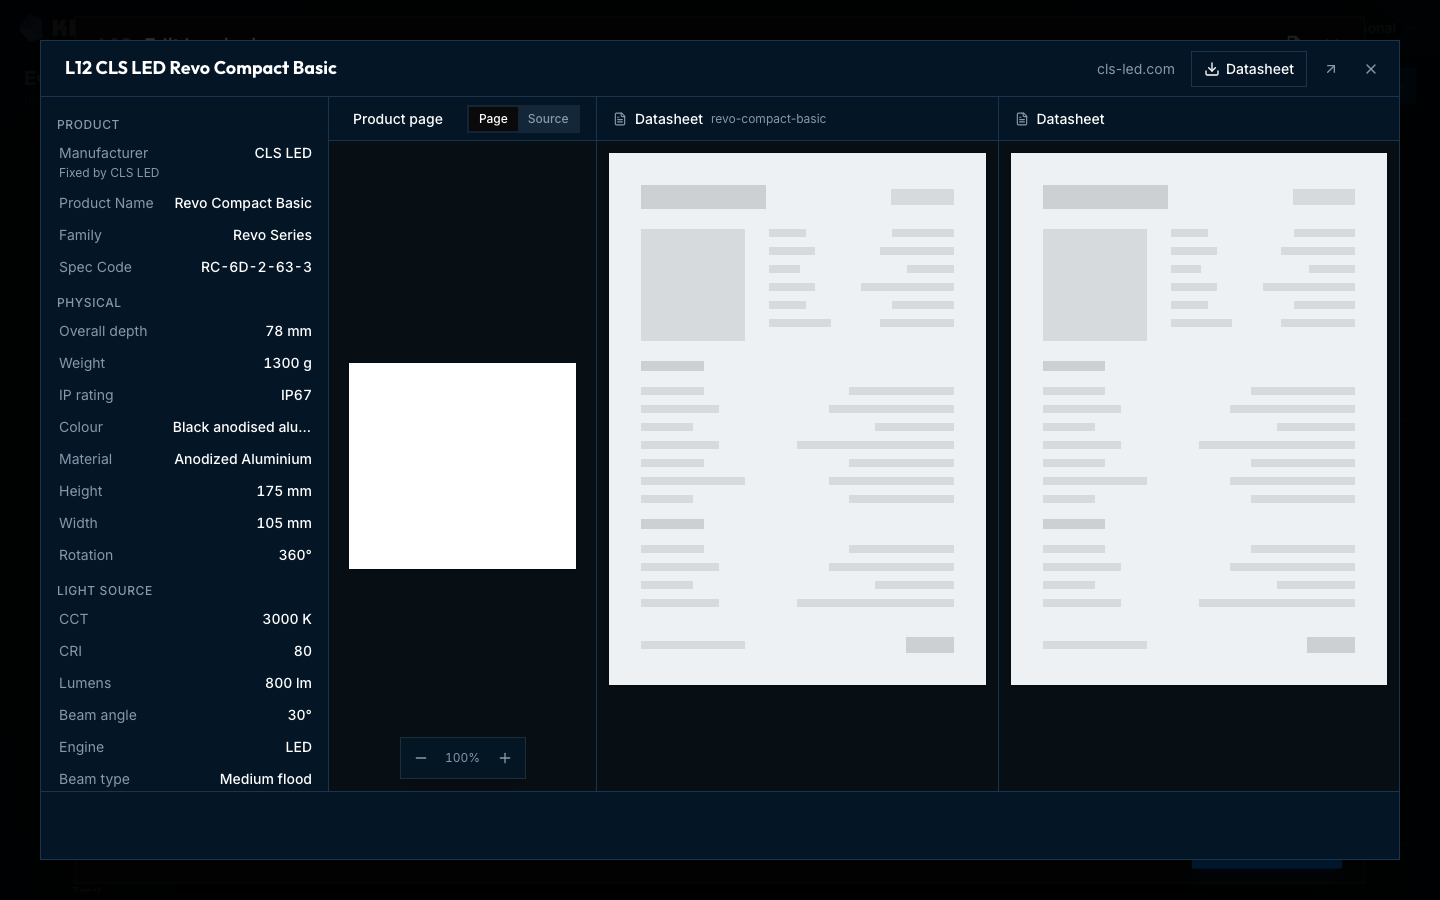 L12 CLS LED Revo Compact Basic
cls-led.com
Datasheet
PRODUCT
Manufacturer CLS LED
Fixed by CLS LED
Product Name Revo Compact Basic
Family Revo Series
Spec Code RC-6D-2-63-3
PHYSICAL
Overall depth 78 mm
Weight 1300 g
IP rating IP67
Colour Black anodised alu...
Material Anodized Aluminium
Height 175 mm
Width 105 mm
Rotation 360°
LIGHT SOURCE
CCT 3000 K
CRI 80
Lumens 800 lm
Beam angle 30°
Engine LED
Beam type Medium flood
Product page
Page Source
100%
Datasheet revo-compact-basic
Datasheet